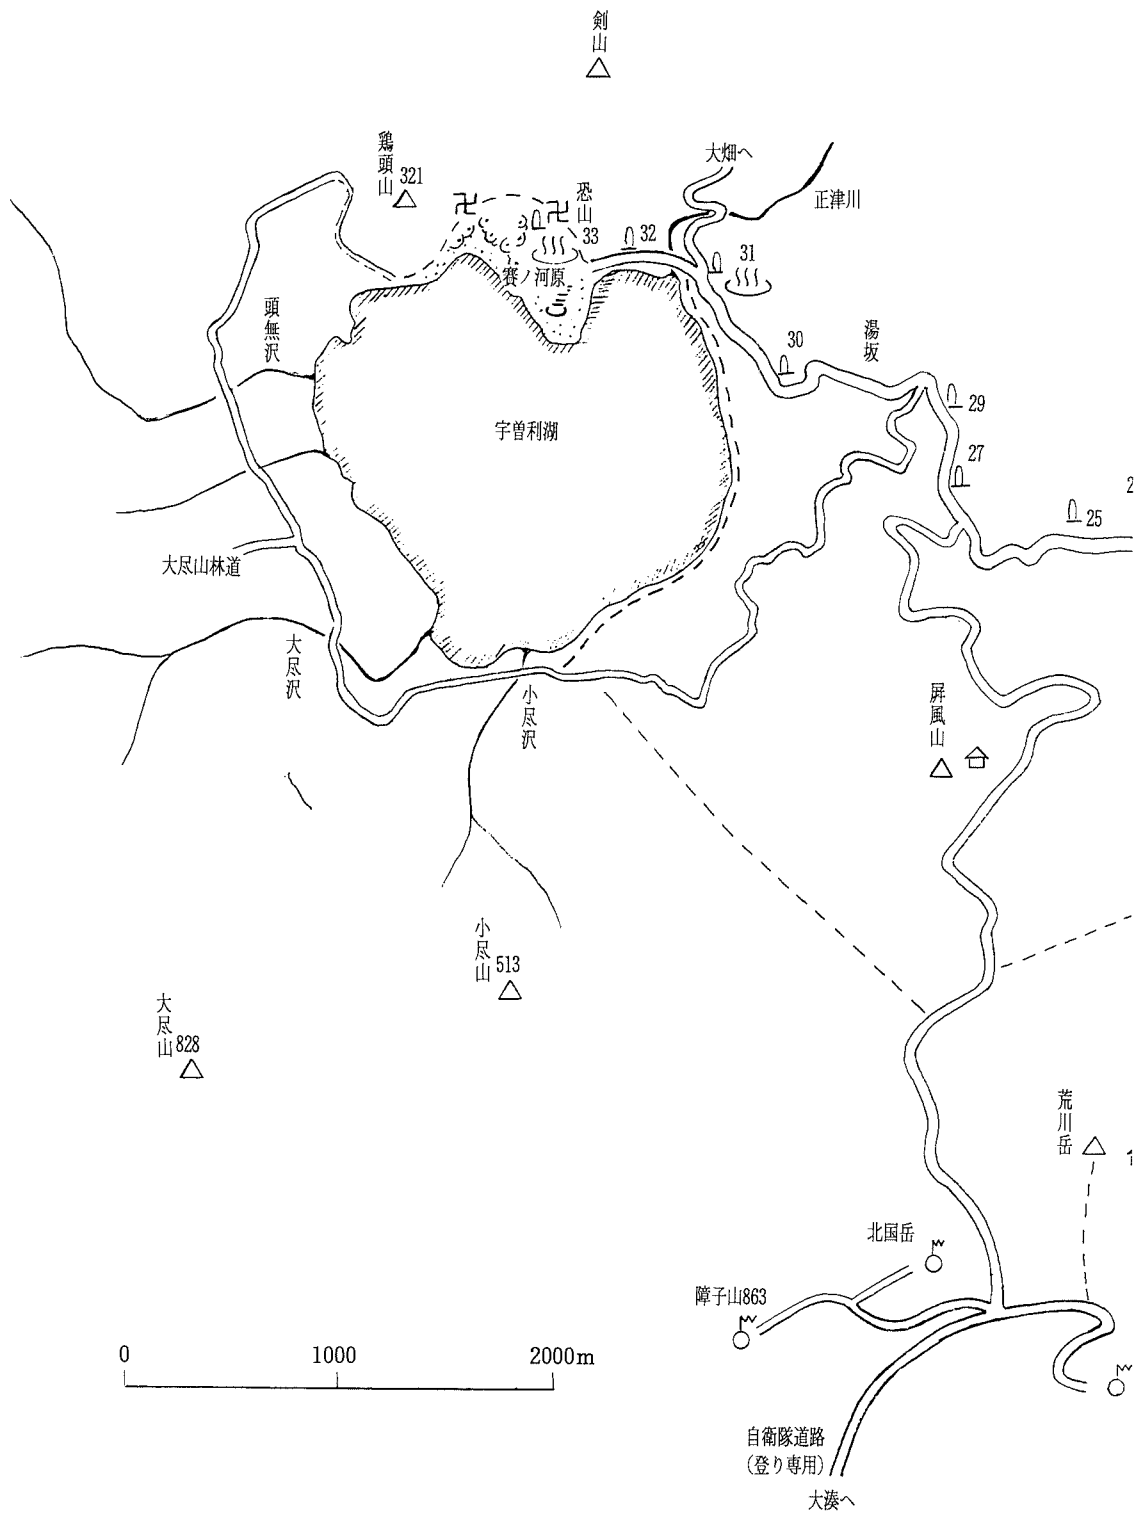 剣山
鶏頭山
321
大畑へ
正津川
恐山
33
32
31
賽ノ河原
頭無沢
30
湯坂
29
宇曽利湖
27
2
25
大尽山林道
大尽沢
小尽沢
屏風山
小尽山
513
大尽山
828
荒川岳
北国岳
障子山863
0 1000 2000m
自衛隊道路
(登り専用)
大湊へ